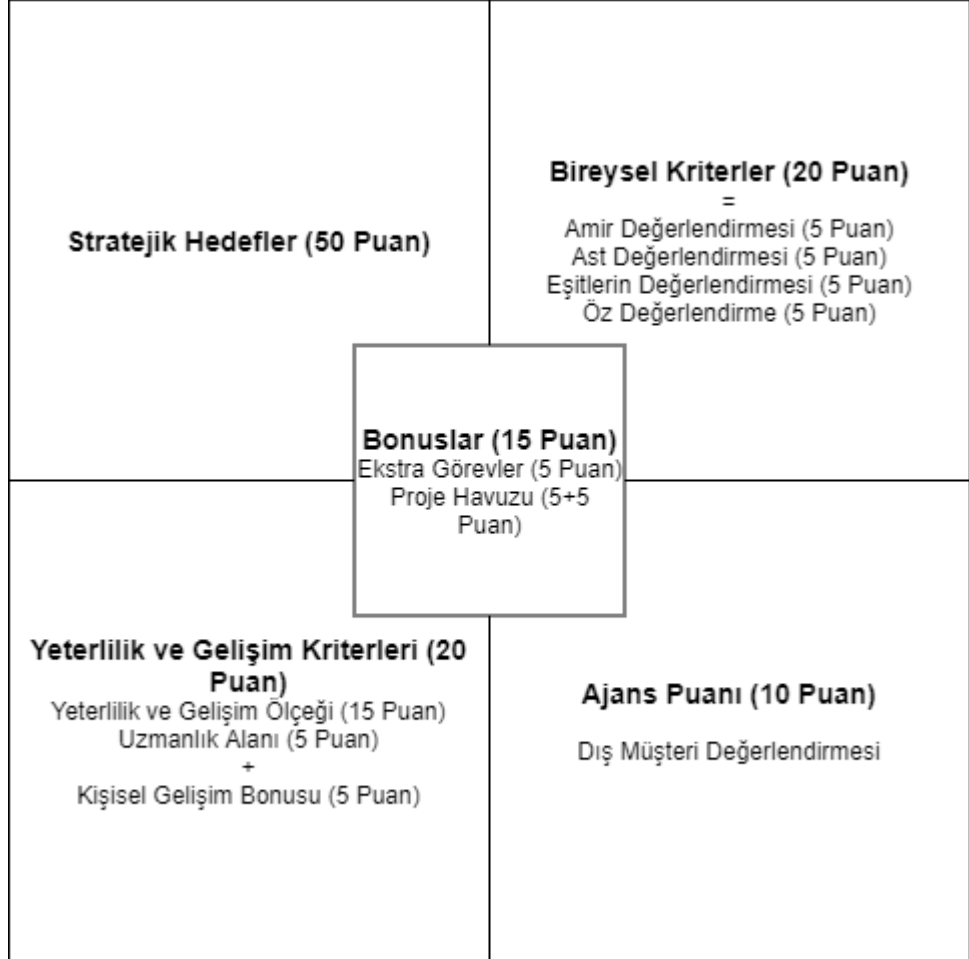 Stratejik Hedefler (50 Puan)
Bireysel Kriterler (20 Puan)
=
Amir Değerlendirmesi (5 Puan)
Ast Değerlendirmesi (5 Puan)
Eşitlerin Değerlendirmesi (5 Puan)
Öz Değerlendirme (5 Puan)
Bonuslar (15 Puan)
Ekstra Görevler (5 Puan)
Proje Havuzu (5+5
Puan)
Yeterlilik ve Gelişim Kriterleri (20
Puan)
Yeterlilik ve Gelişim Ölçeği (15 Puan)
Uzmanlık Alanı (5 Puan)
+
Kişisel Gelişim Bonusu (5 Puan)
Ajans Puanı (10 Puan)
Dış Müşteri Değerlendirmesi